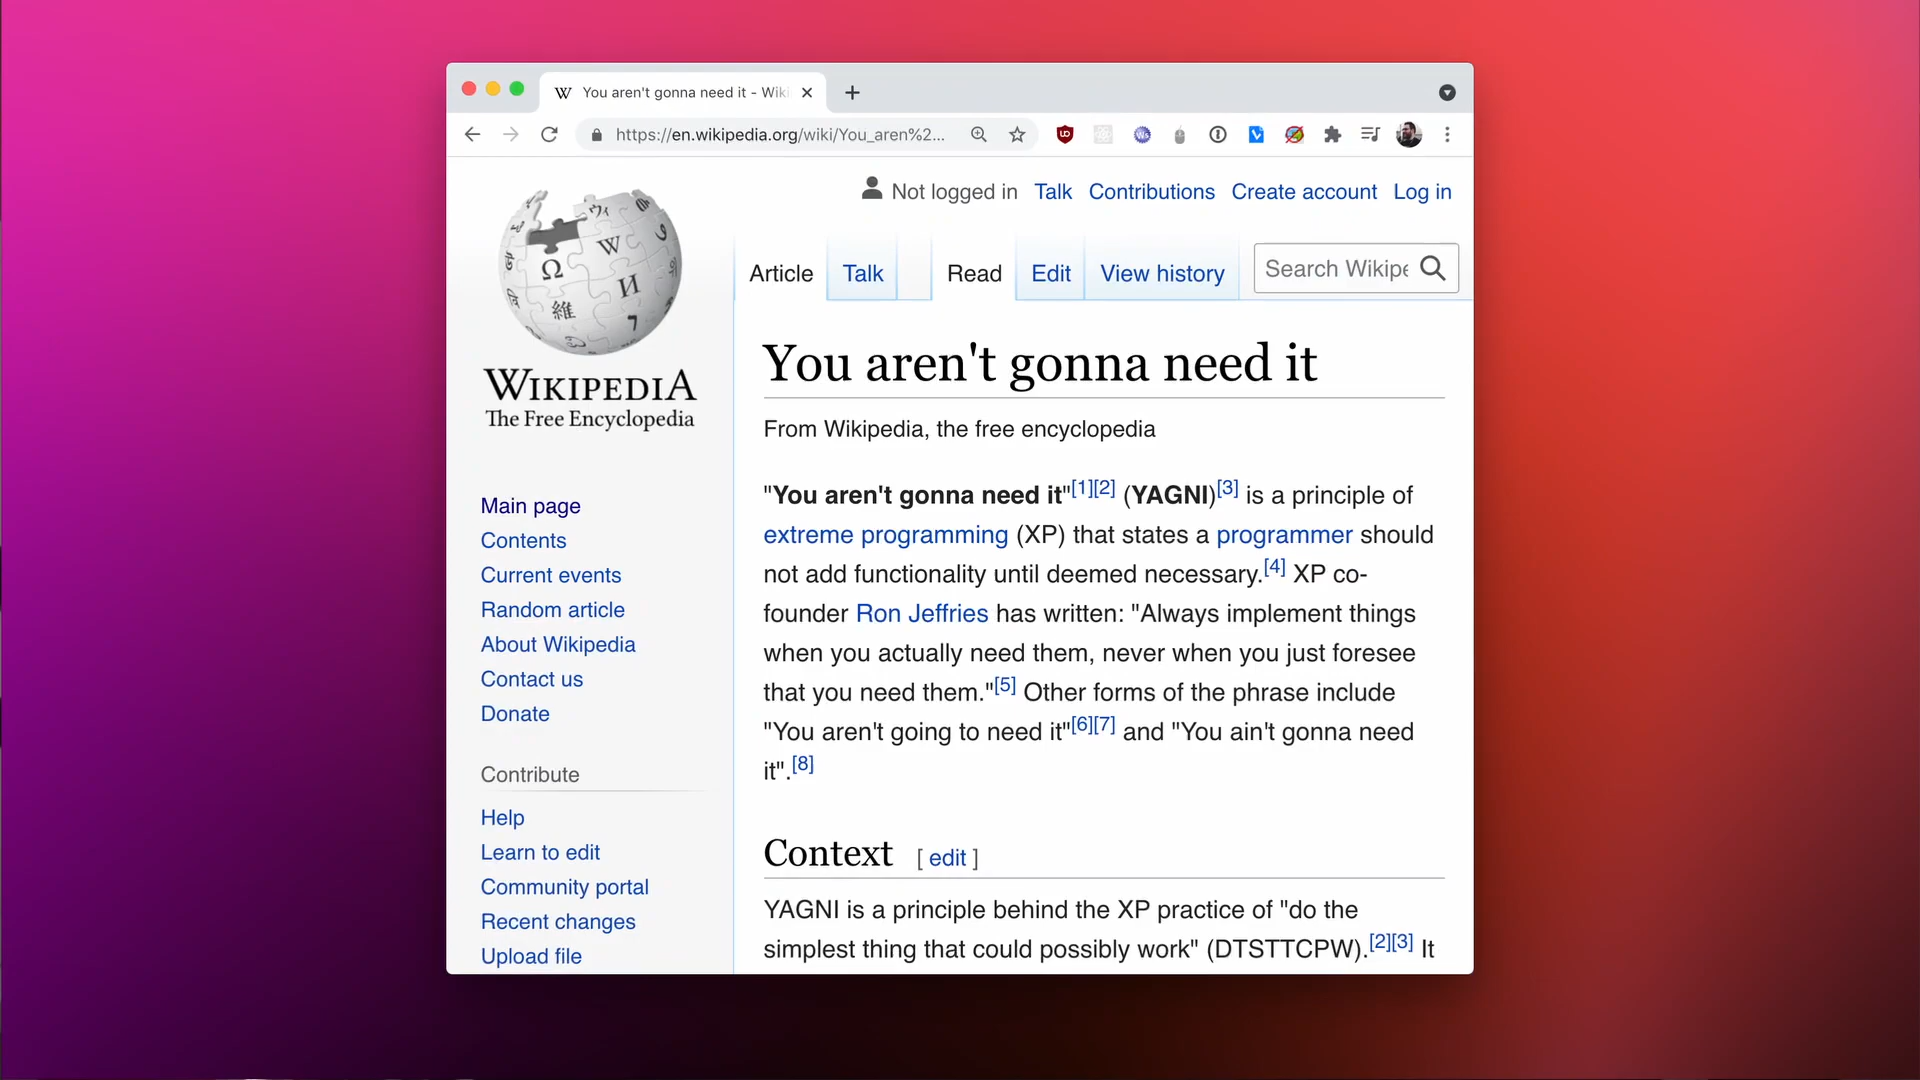 You aren't gonna need it - Wiki
https://en.wikipedia.org/wiki/You_aren%2...
Not logged in Talk Contributions Create account Log in
Article Talk Read Edit View history Search Wikipe
WIKIPEDIA
The Free Encyclopedia
Main page
Contents
Current events
Random article
About Wikipedia
Contact us
Donate
Contribute
Help
Learn to edit
Community portal
Recent changes
Upload file
You aren't gonna need it
From Wikipedia, the free encyclopedia
"You aren't gonna need it"[1][2] (YAGNI)[3] is a principle of
extreme programming (XP) that states a programmer should
not add functionality until deemed necessary.[4] XP co-
founder Ron Jeffries has written: "Always implement things
when you actually need them, never when you just foresee
that you need them."[5] Other forms of the phrase include
"You aren't going to need it"[6][7] and "You ain't gonna need
it".[8]
Context [ edit ]
YAGNI is a principle behind the XP practice of "do the
simplest thing that could possibly work" (DTSTTCPW).[2][3] It